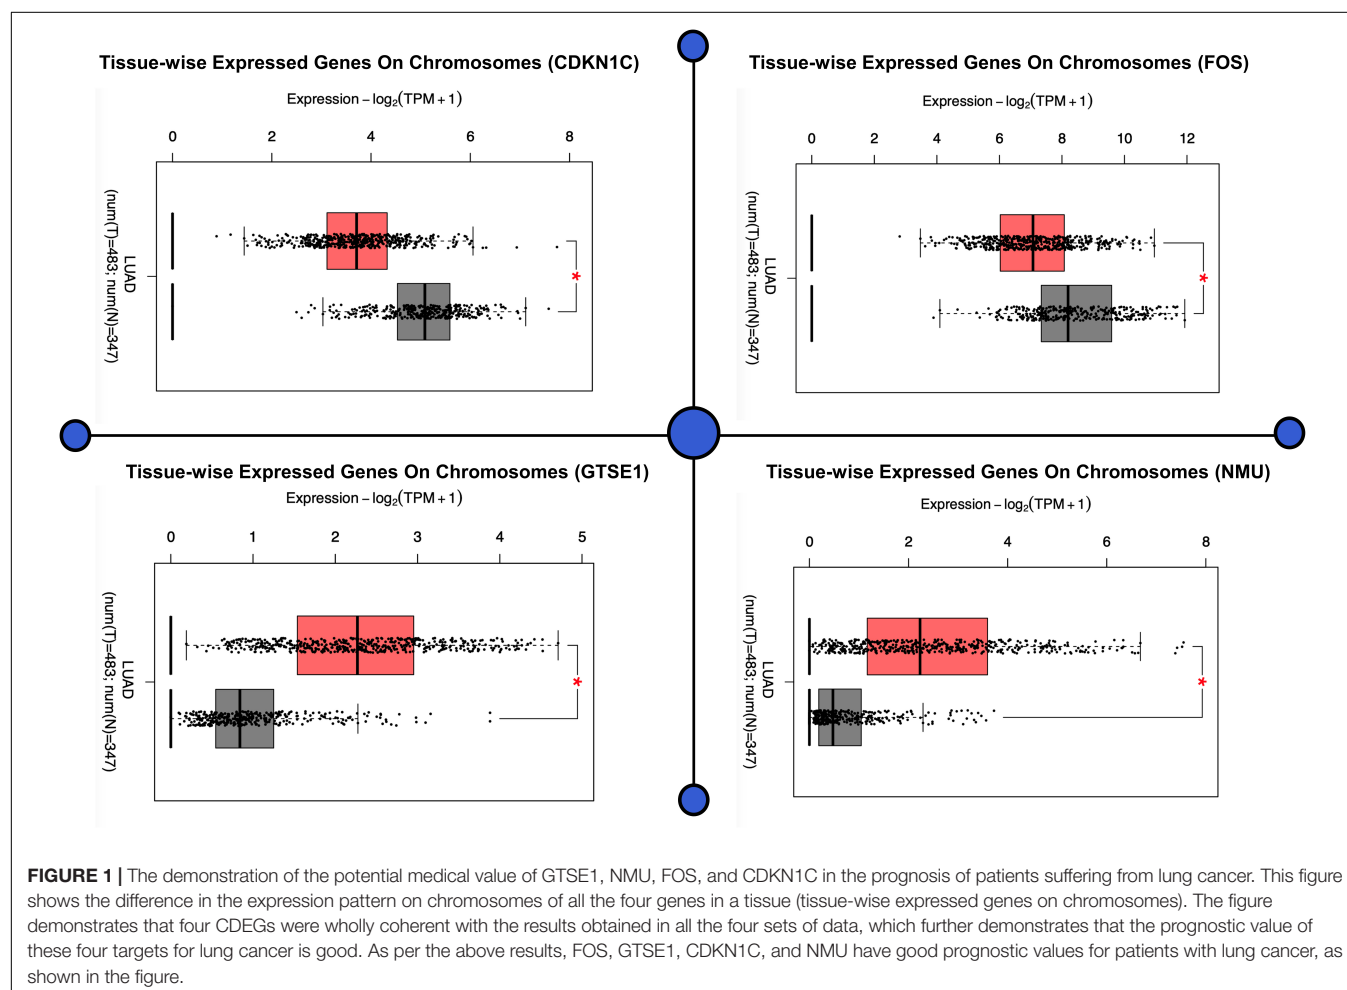 Tissue-wise Expressed Genes On Chromosomes (CDKN1C)
Expression – log₂(TPM + 1)
0 2 4 6 8
LUAD
(num(T)=483; num(N)=347)
*
Tissue-wise Expressed Genes On Chromosomes (FOS)
Expression – log₂(TPM + 1)
0 2 4 6 8 10 12
LUAD
(num(T)=483; num(N)=347)
*
Tissue-wise Expressed Genes On Chromosomes (GTSE1)
Expression – log₂(TPM + 1)
0 1 2 3 4 5
LUAD
(num(T)=483; num(N)=347)
*
Tissue-wise Expressed Genes On Chromosomes (NMU)
Expression – log₂(TPM + 1)
0 2 4 6 8
LUAD
(num(T)=483; num(N)=347)
*
FIGURE 1 | The demonstration of the potential medical value of GTSE1, NMU, FOS, and CDKN1C in the prognosis of patients suffering from lung cancer. This figure
shows the difference in the expression pattern on chromosomes of all the four genes in a tissue (tissue-wise expressed genes on chromosomes). The figure
demonstrates that four CDEGs were wholly coherent with the results obtained in all the four sets of data, which further demonstrates that the prognostic value of
these four targets for lung cancer is good. As per the above results, FOS, GTSE1, CDKN1C, and NMU have good prognostic values for patients with lung cancer, as
shown in the figure.